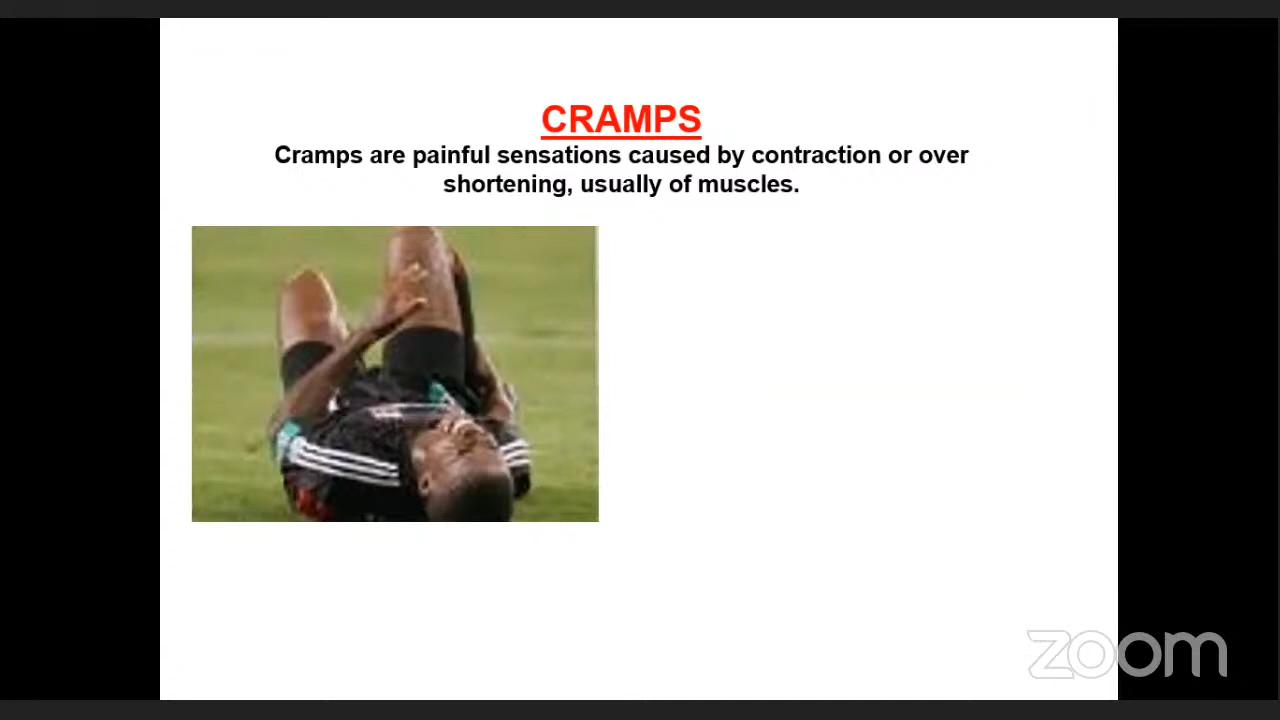 CRAMPS
Cramps are painful sensations caused by contraction or over
shortening, usually of muscles.
zoom